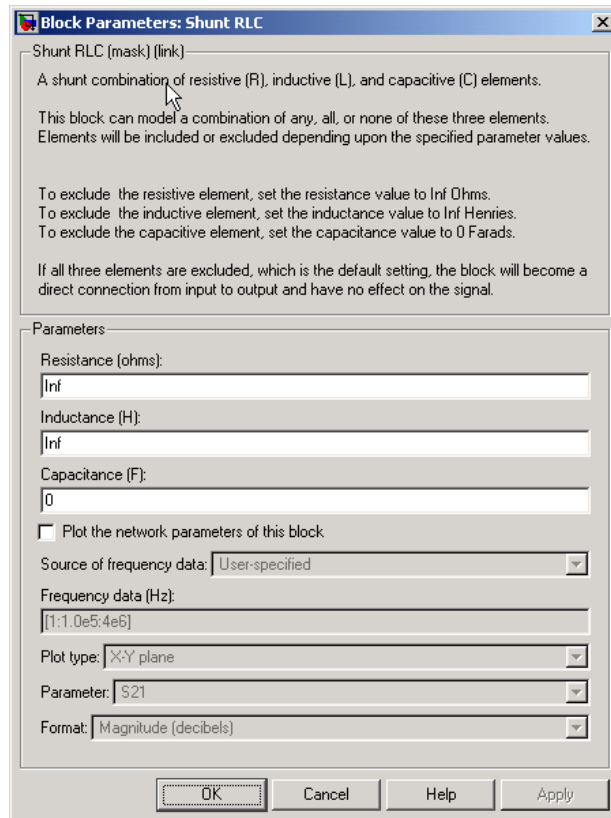 Block Parameters: Shunt RLC
Shunt RLC (mask) (link)
A shunt combination of resistive (R), inductive (L), and capacitive (C) elements.
This block can model a combination of any, all, or none of these three elements.
Elements will be included or excluded depending upon the specified parameter values.
To exclude the resistive element, set the resistance value to Inf Ohms.
To exclude the inductive element, set the inductance value to Inf Henries.
To exclude the capacitive element, set the capacitance value to 0 Farads.
If all three elements are excluded, which is the default setting, the block will become a
direct connection from input to output and have no effect on the signal.
Parameters
Resistance (ohms):
Inf
Inductance (H):
Inf
Capacitance (F):
0
Plot the network parameters of this block
Source of frequency data: User-specified
Frequency data (Hz):
[1:1.0e5:4e6]
Plot type: X-Y plane
Parameter: S21
Format: Magnitude (decibels)
OK Cancel Help Apply